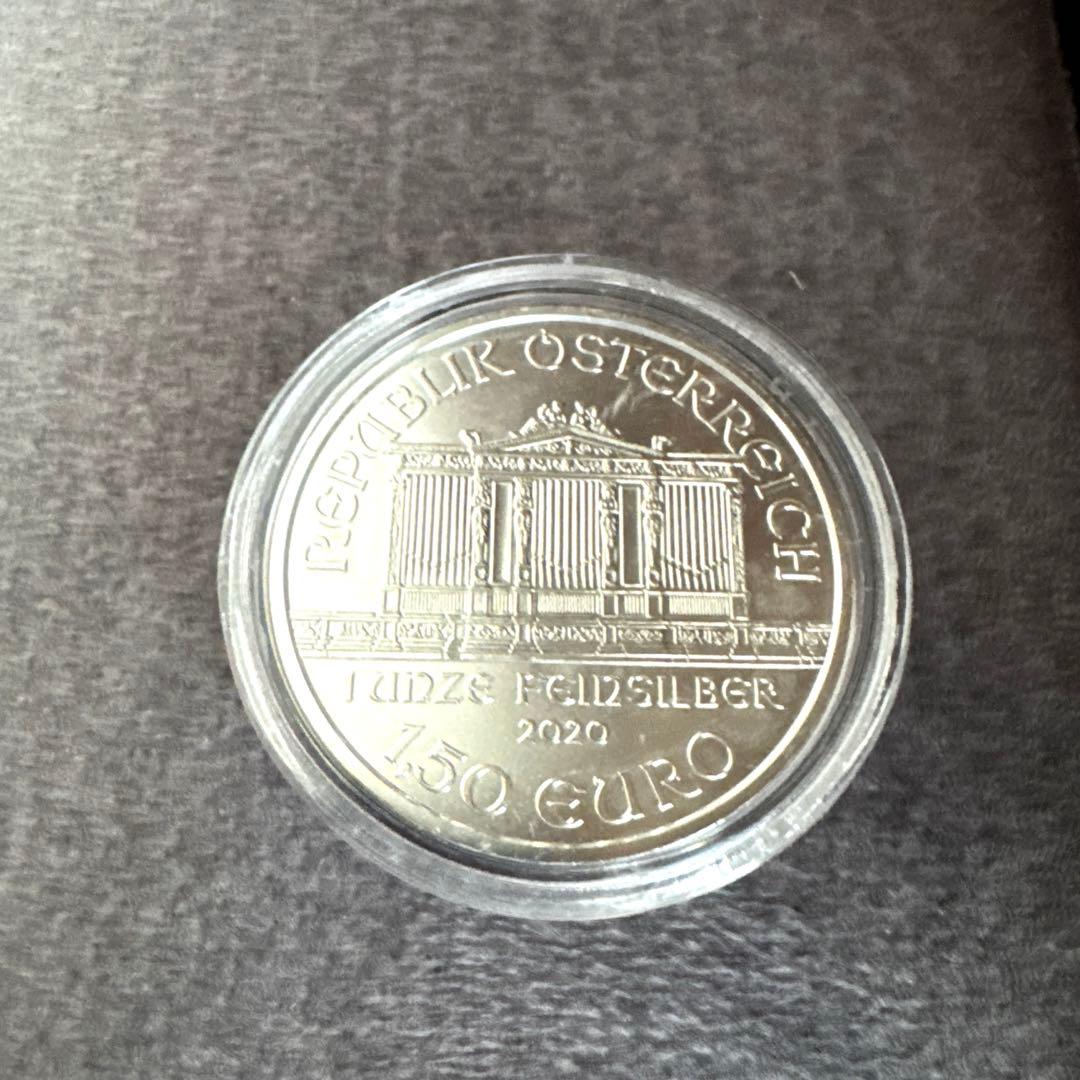 REPUBLIK ÖSTERREICH
1 UNZE FEINSILBER
2020
1,50 EURO